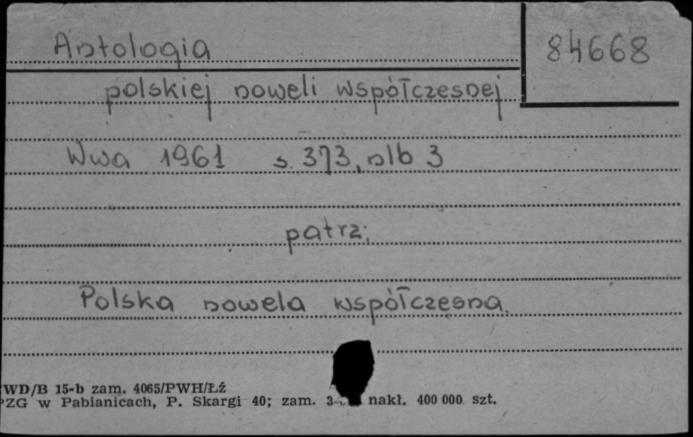 Antologia
84668
polskiej noweli współczesnej
Wwa 1961 s. 373, nlb 3
patrz:
Polska nowela współczesna.
WD/B 15-b zam. 4065/PWH/Łź
PZG w Pabianicach, P. Skargi 40; zam. nakł. 400 000 szt.